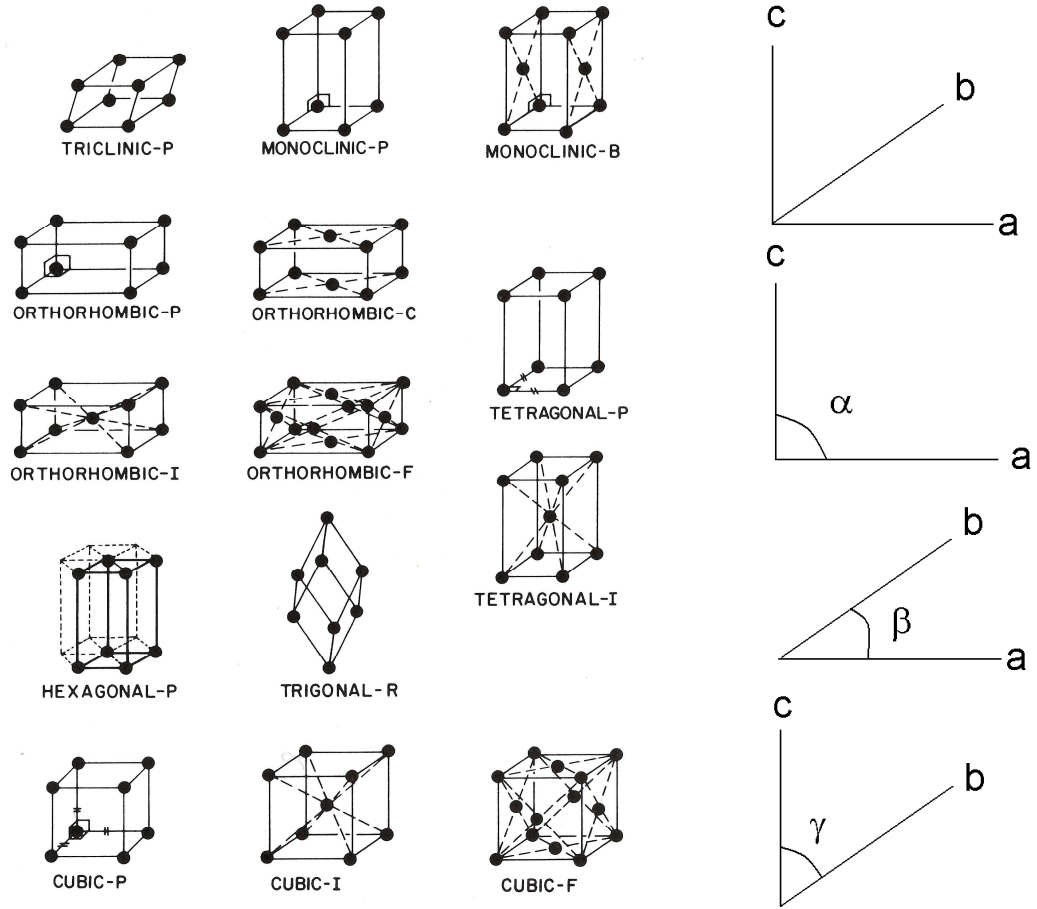 TRICLINIC-P
MONOCLINIC-P
MONOCLINIC-B
c
b
a
ORTHORHOMBIC-P
ORTHORHOMBIC-C
TETRAGONAL-P
c
α
a
ORTHORHOMBIC-I
ORTHORHOMBIC-F
TETRAGONAL-I
b
β
a
HEXAGONAL-P
TRIGONAL-R
c
b
γ
CUBIC-P
CUBIC-I
CUBIC-F